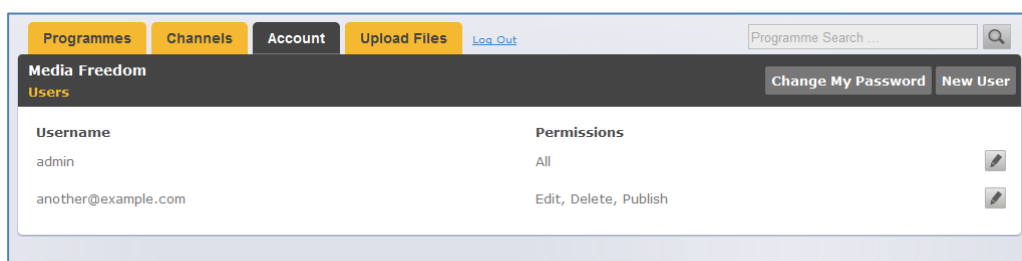 Programmes Channels Account Upload Files Log Out Programme Search ...
Media Freedom
Users
Change My Password New User
Username Permissions
admin All
another@example.com Edit, Delete, Publish